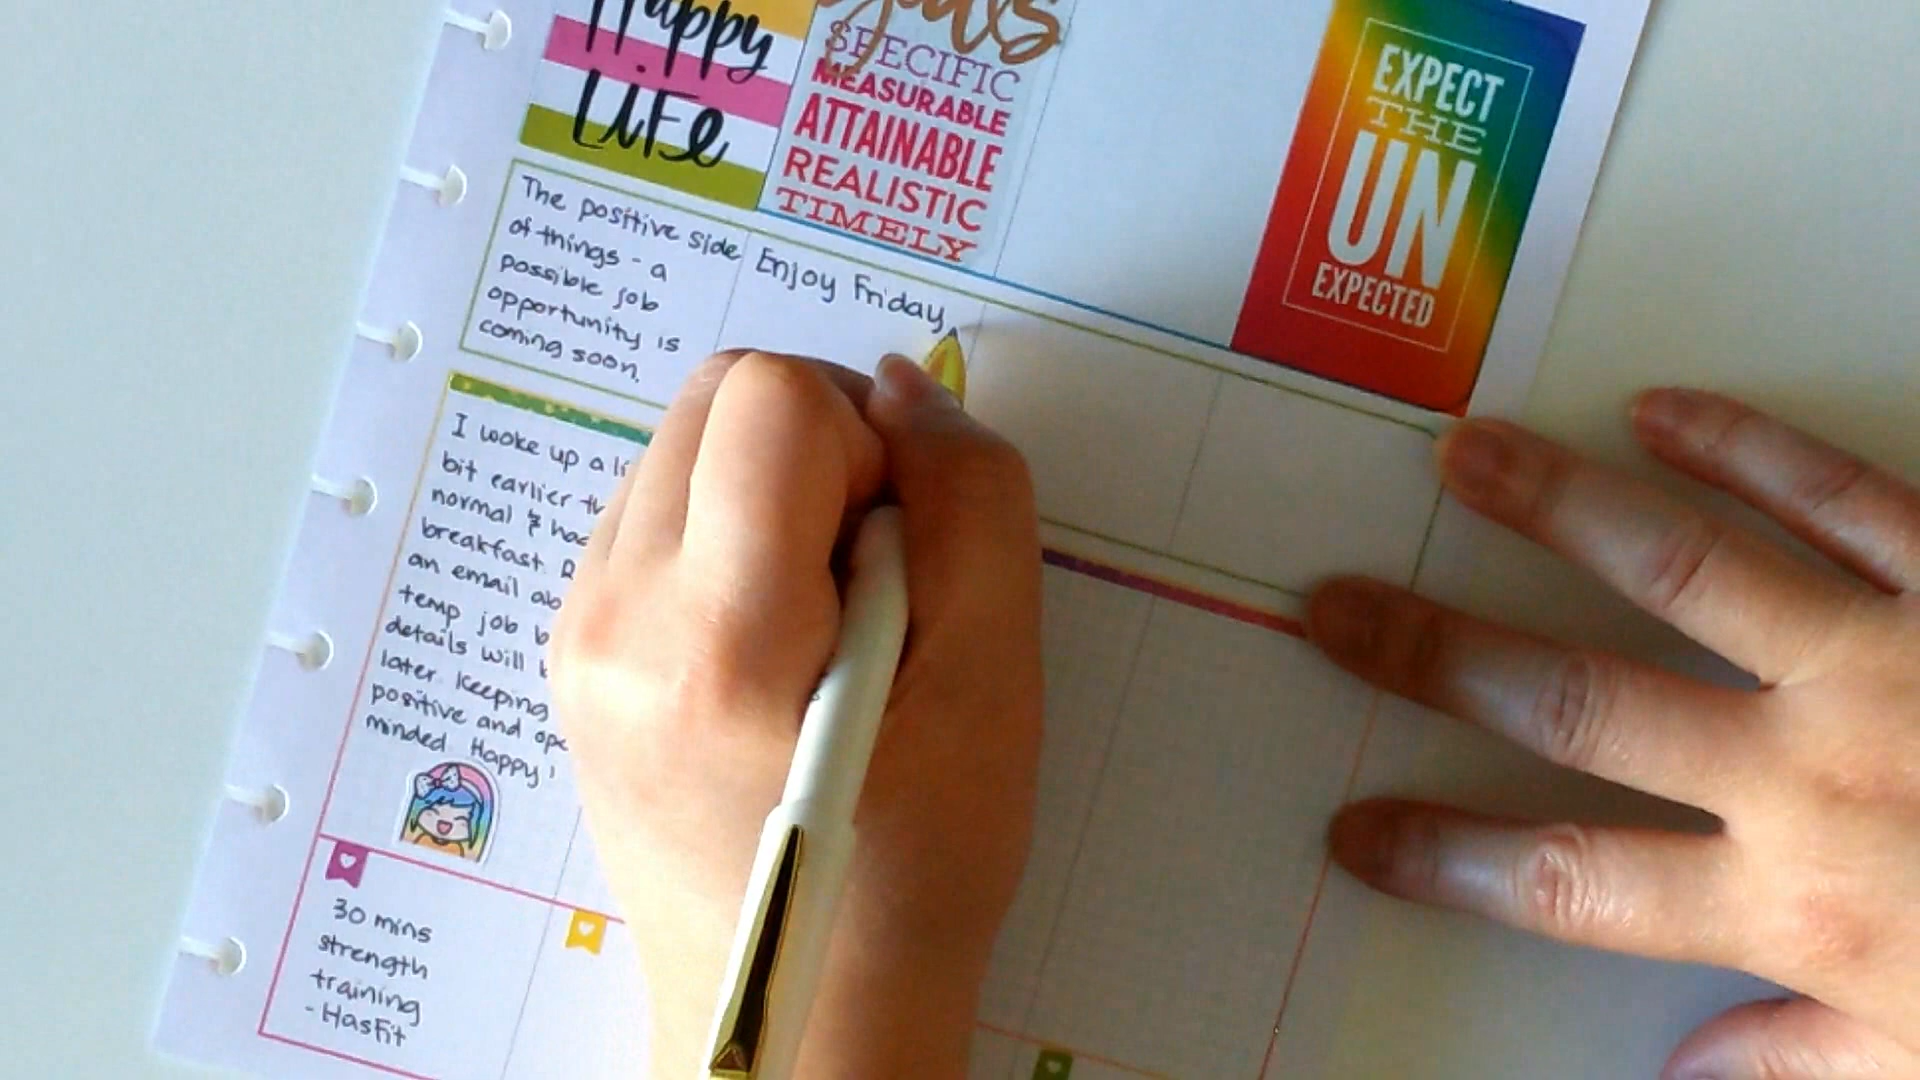 Happy
Life
Goals
SPECIFIC
MEASURABLE
ATTAINABLE
REALISTIC
TIMELY
EXPECT
THE
UN
EXPECTED
The positive side
of things - a
possible job
opportunity is
coming soon.
Enjoy Friday,
I woke up a
bit earlier
normal & had
breakfast.
an email
temp job
details will
later. Keeping
positive and
minded. Happy!
30 mins
strength
training
- HasFit